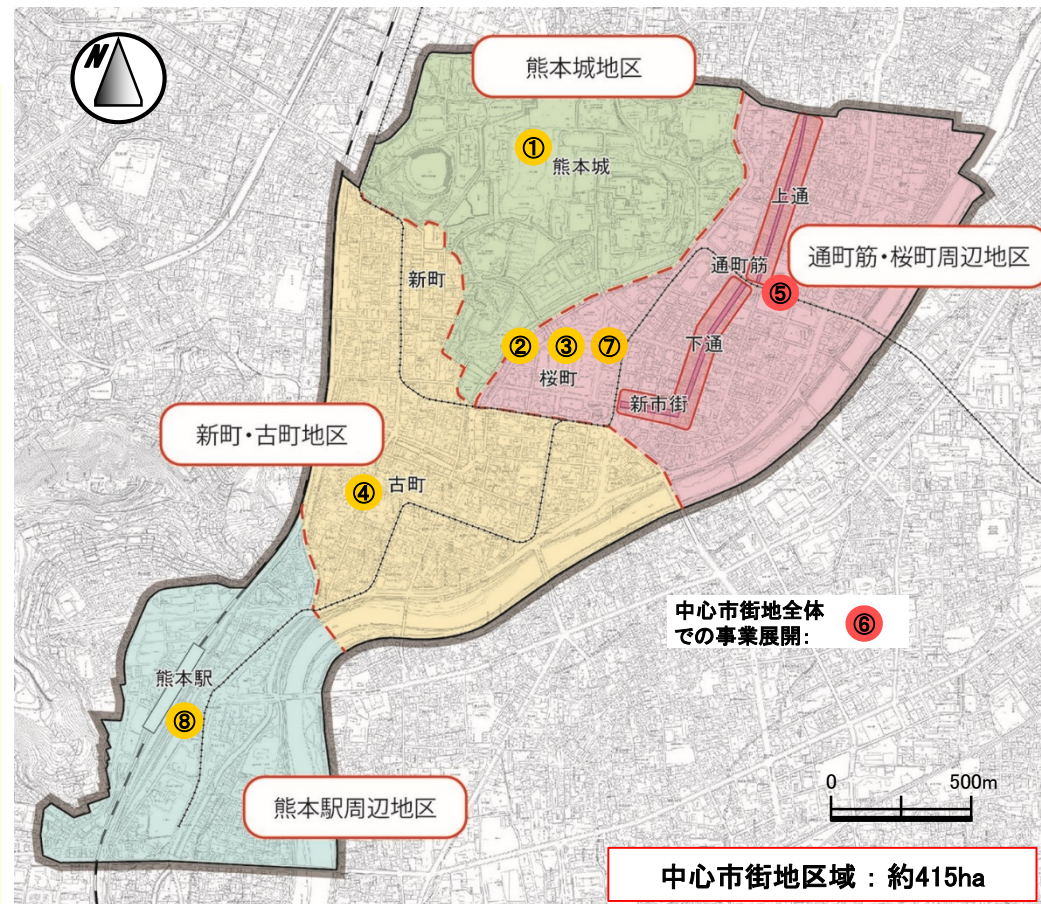 N
熊本城地区
①
熊本城
上通
通町筋・桜町周辺地区
通町筋
⑤
新町
②
③
⑦
桜町
下通
新市街
新町・古町地区
④
古町
中心市街地全体
での事業展開:
⑥
熊本駅
⑧
熊本駅周辺地区
0 500m
中心市街地区域:約415ha